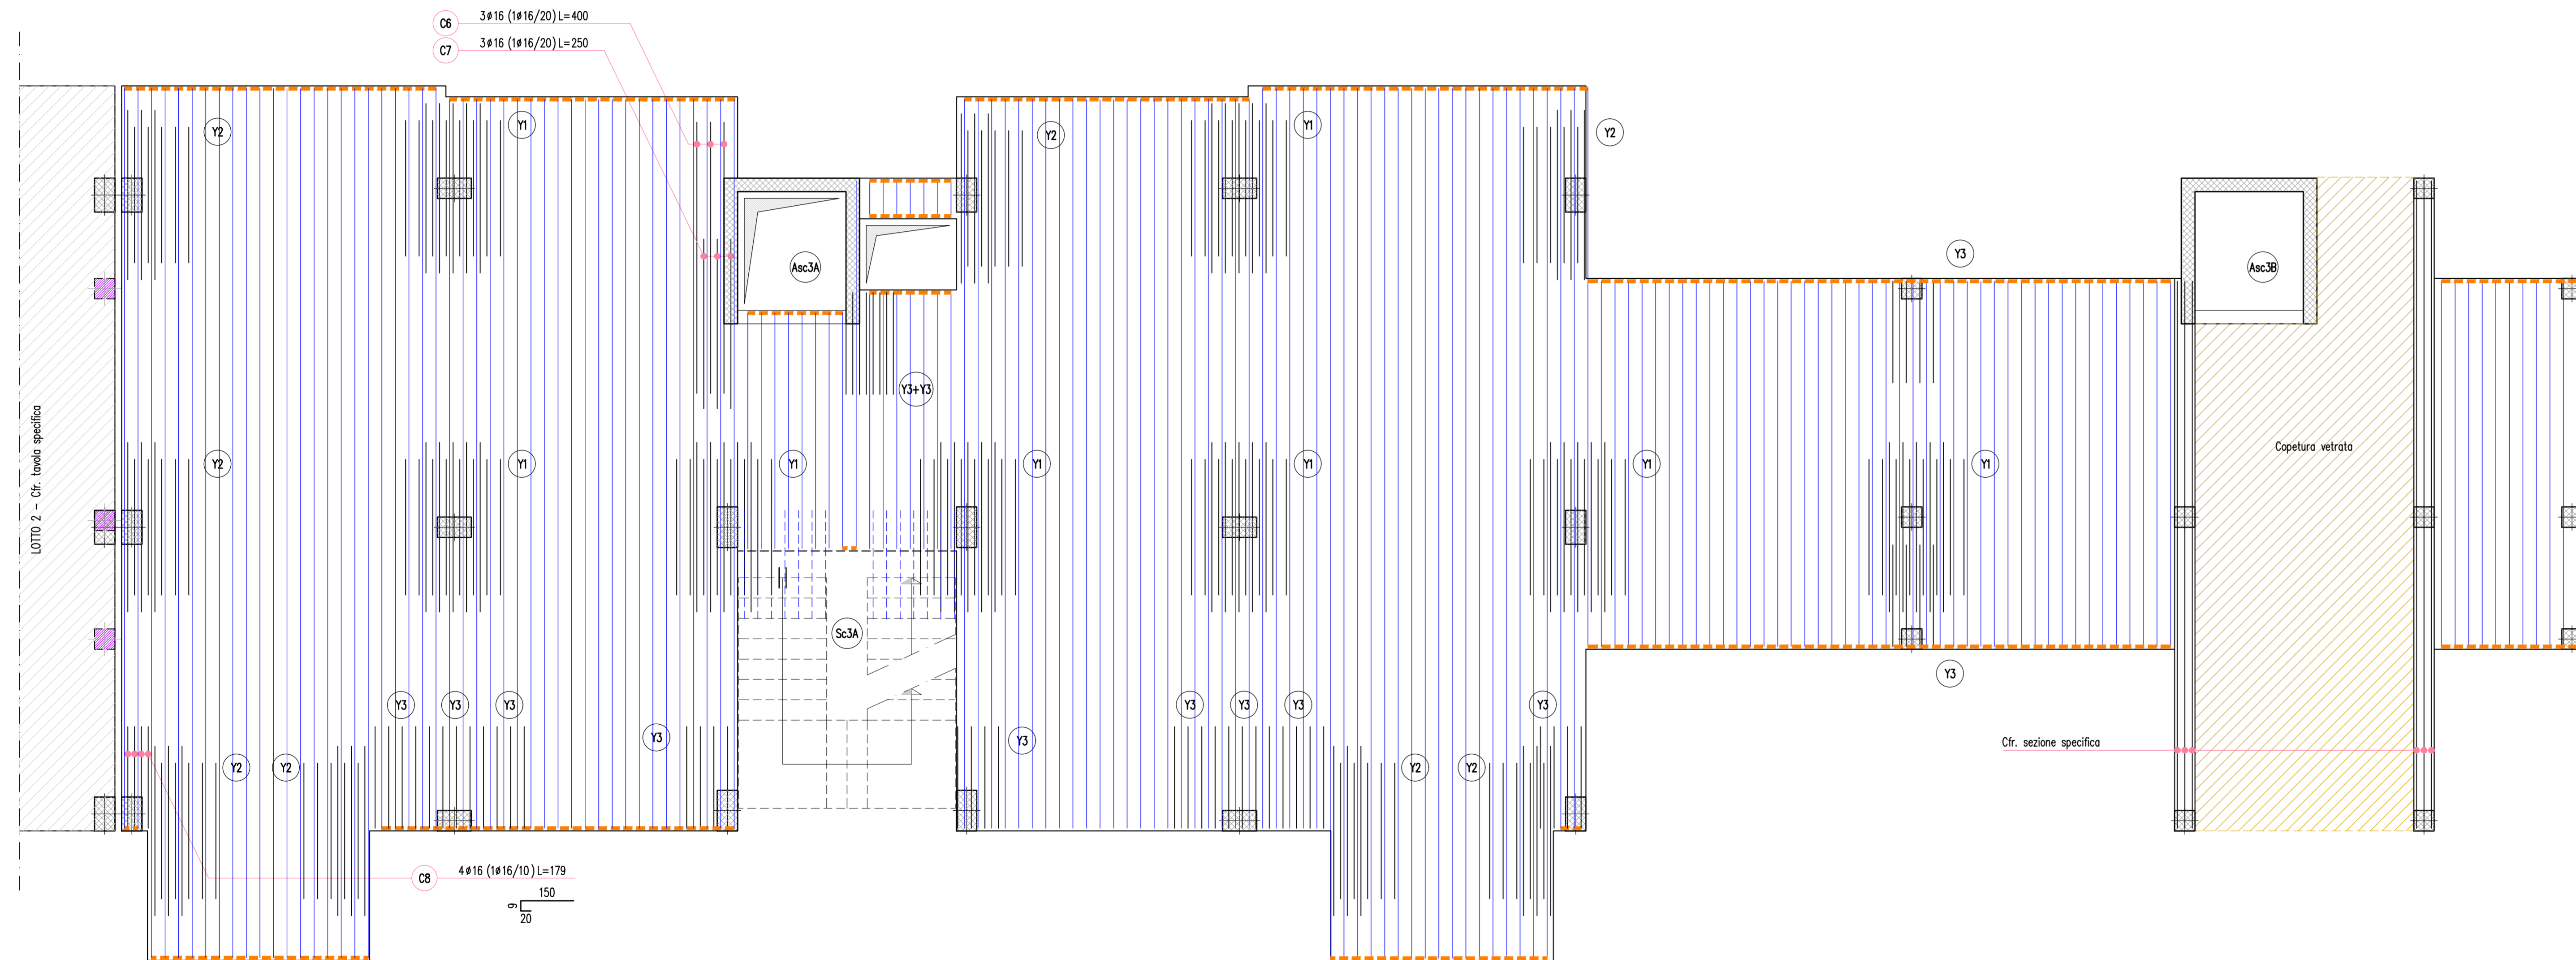 C6 3ø16 (1ø16/20) L=400
C7 3ø16 (1ø16/20) L=250
Y2
Y1
Y2
Y1
Y2
Asc3A
Y3
Asc3B
Y3+Y3
LOTTO 2 - Cfr. tavola specifica
Copetura vetrata
Y2
Y1
Y1
Y1
Y1
Y1
Y1
Sc3A
Y3
Y3
Y3
Y3
Y3
Y3
Y3
Y3
Y3
Y3
Cfr. sezione specifica
Y2
Y2
Y2
Y2
C8 4ø16 (1ø16/10) L=179
150
9
20